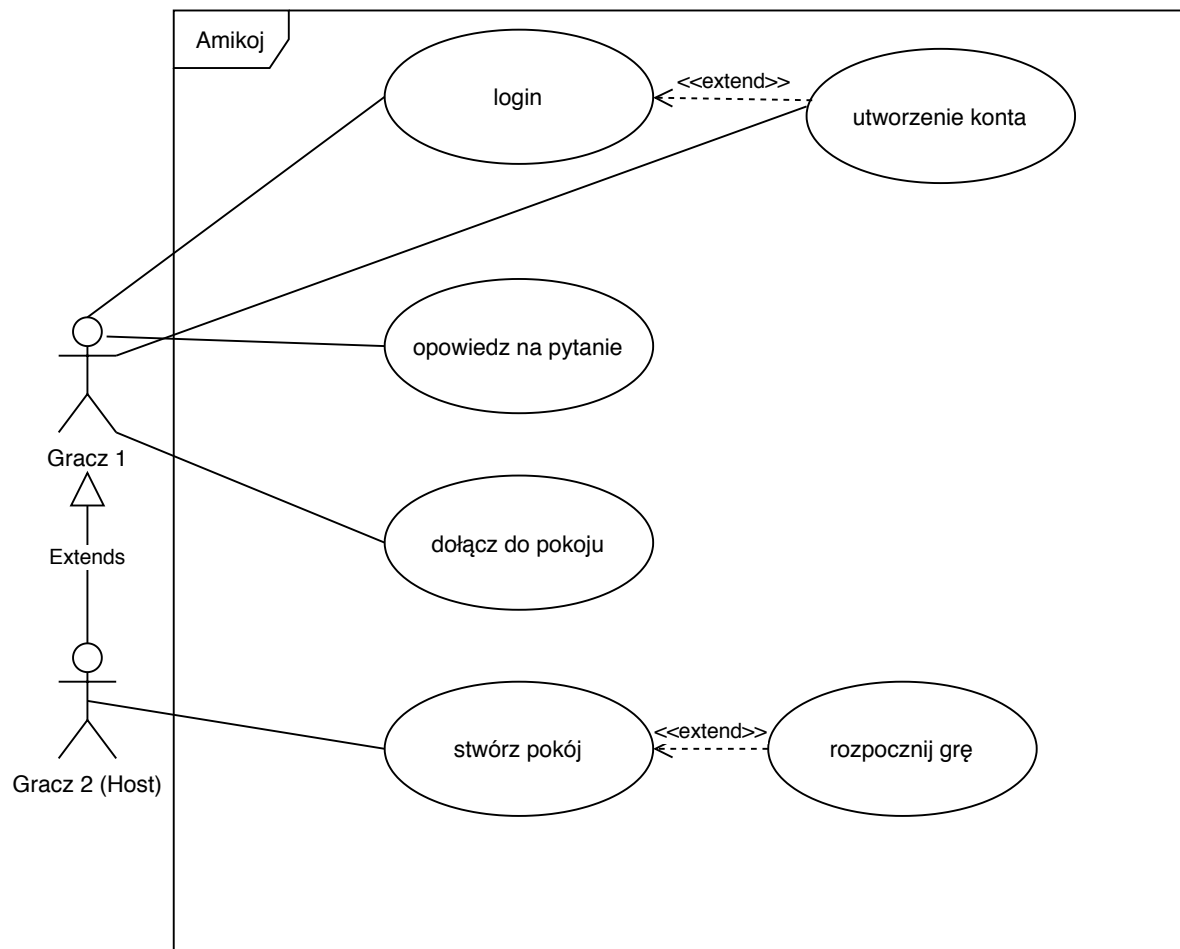 Amikoj
login
<<extend>>
utworzenie konta
opowiedz na pytanie
Gracz 1
Extends
dołącz do pokoju
Gracz 2 (Host)
stwórz pokój
<<extend>>
rozpocznij grę